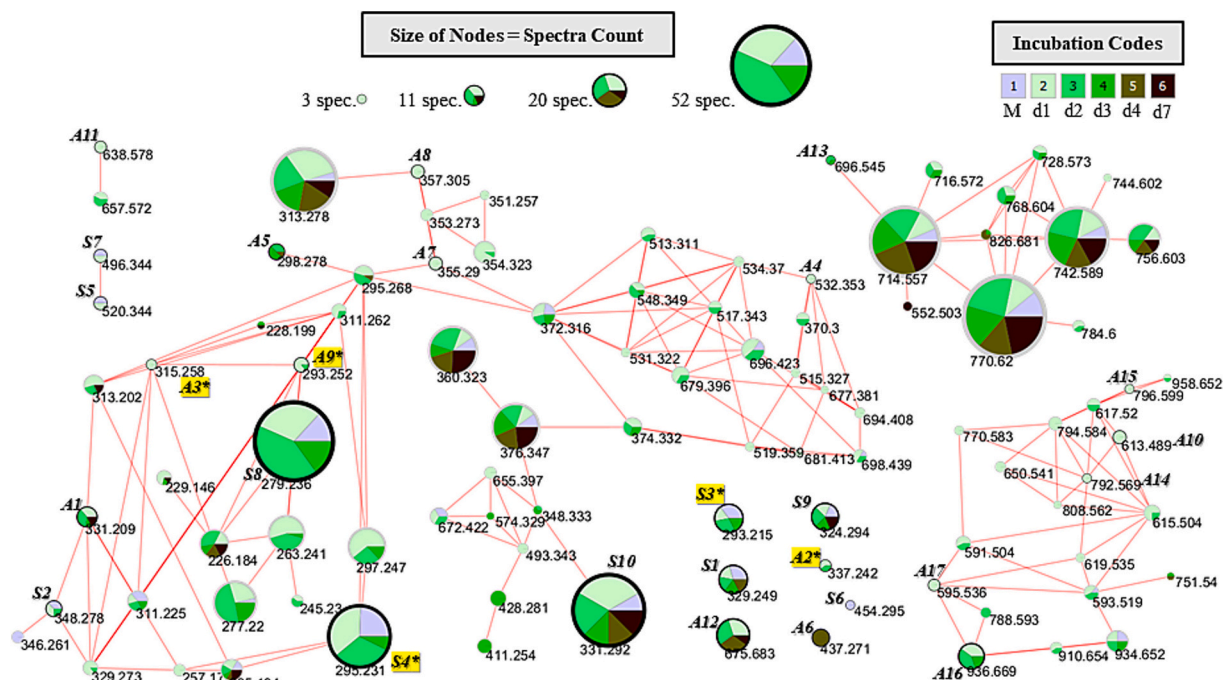 Size of Nodes = Spectra Count
Incubation Codes
3 spec.
11 spec.
20 spec.
52 spec.
1 2 3 4 5 6
M d1 d2 d3 d4 d7
A11
638.578
657.572
S7
496.344
S5
520.344
313.278
A8
357.305
351.257
353.273
354.323
A5
298.278
A7
355.29
295.268
311.262
228.199
315.258
A3*
A9*
293.252
313.202
S8
279.236
229.146
A1
331.209
226.184
263.241
297.247
S2
348.278
346.261
311.225
277.22
245.23
329.273
295.231
S4*
513.311
534.37
A4
532.353
548.349
517.343
370.3
372.316
531.322
696.423
679.396
515.327
677.381
694.408
360.323
376.347
374.332
519.359
681.413
698.439
655.397
672.422
574.329
348.333
493.343
428.281
411.254
S10
331.292
S3*
293.215
S9
324.294
S1
329.249
A2*
337.242
S6
454.295
A12
675.683
A6
437.271
A13
696.545
716.572
728.573
744.602
768.604
826.681
714.557
742.589
756.603
552.503
770.62
784.6
A15
796.599
958.652
617.52
770.583
794.584
613.489
A10
650.541
792.569
A14
808.562
615.504
591.504
619.535
A17
595.536
751.54
593.519
788.593
A16
936.669
910.654
934.652